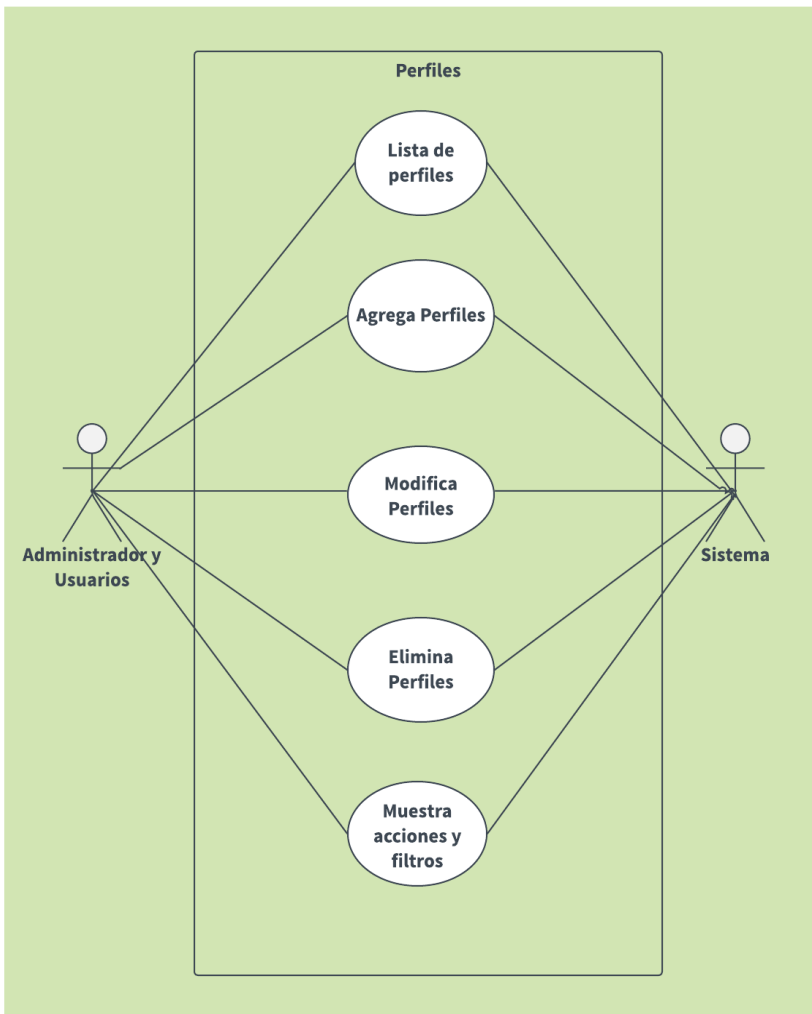 Perfiles
Lista de
perfiles
Agrega Perfiles
Modifica
Perfiles
Administrador y
Usuarios
Sistema
Elimina
Perfiles
Muestra
acciones y
filtros